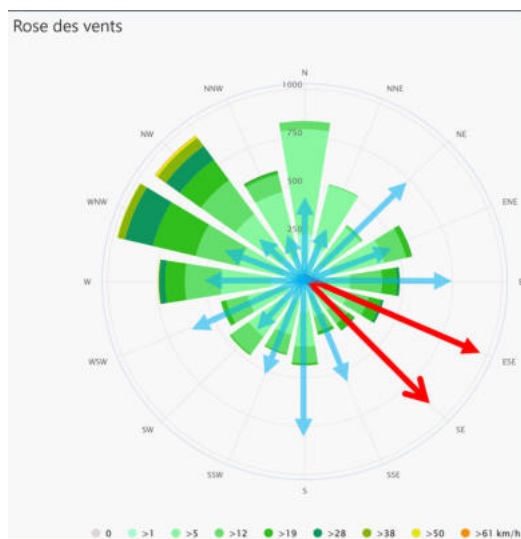 Rose des vents
N
NNW
1000
NNE
NW
750
NE
500
WNW
ENE
250
W
E
WSW
ESE
SW
SE
SSW
SSE
S
0 >1 >5 >12 >19 >28 >38 >50 >61 km/h